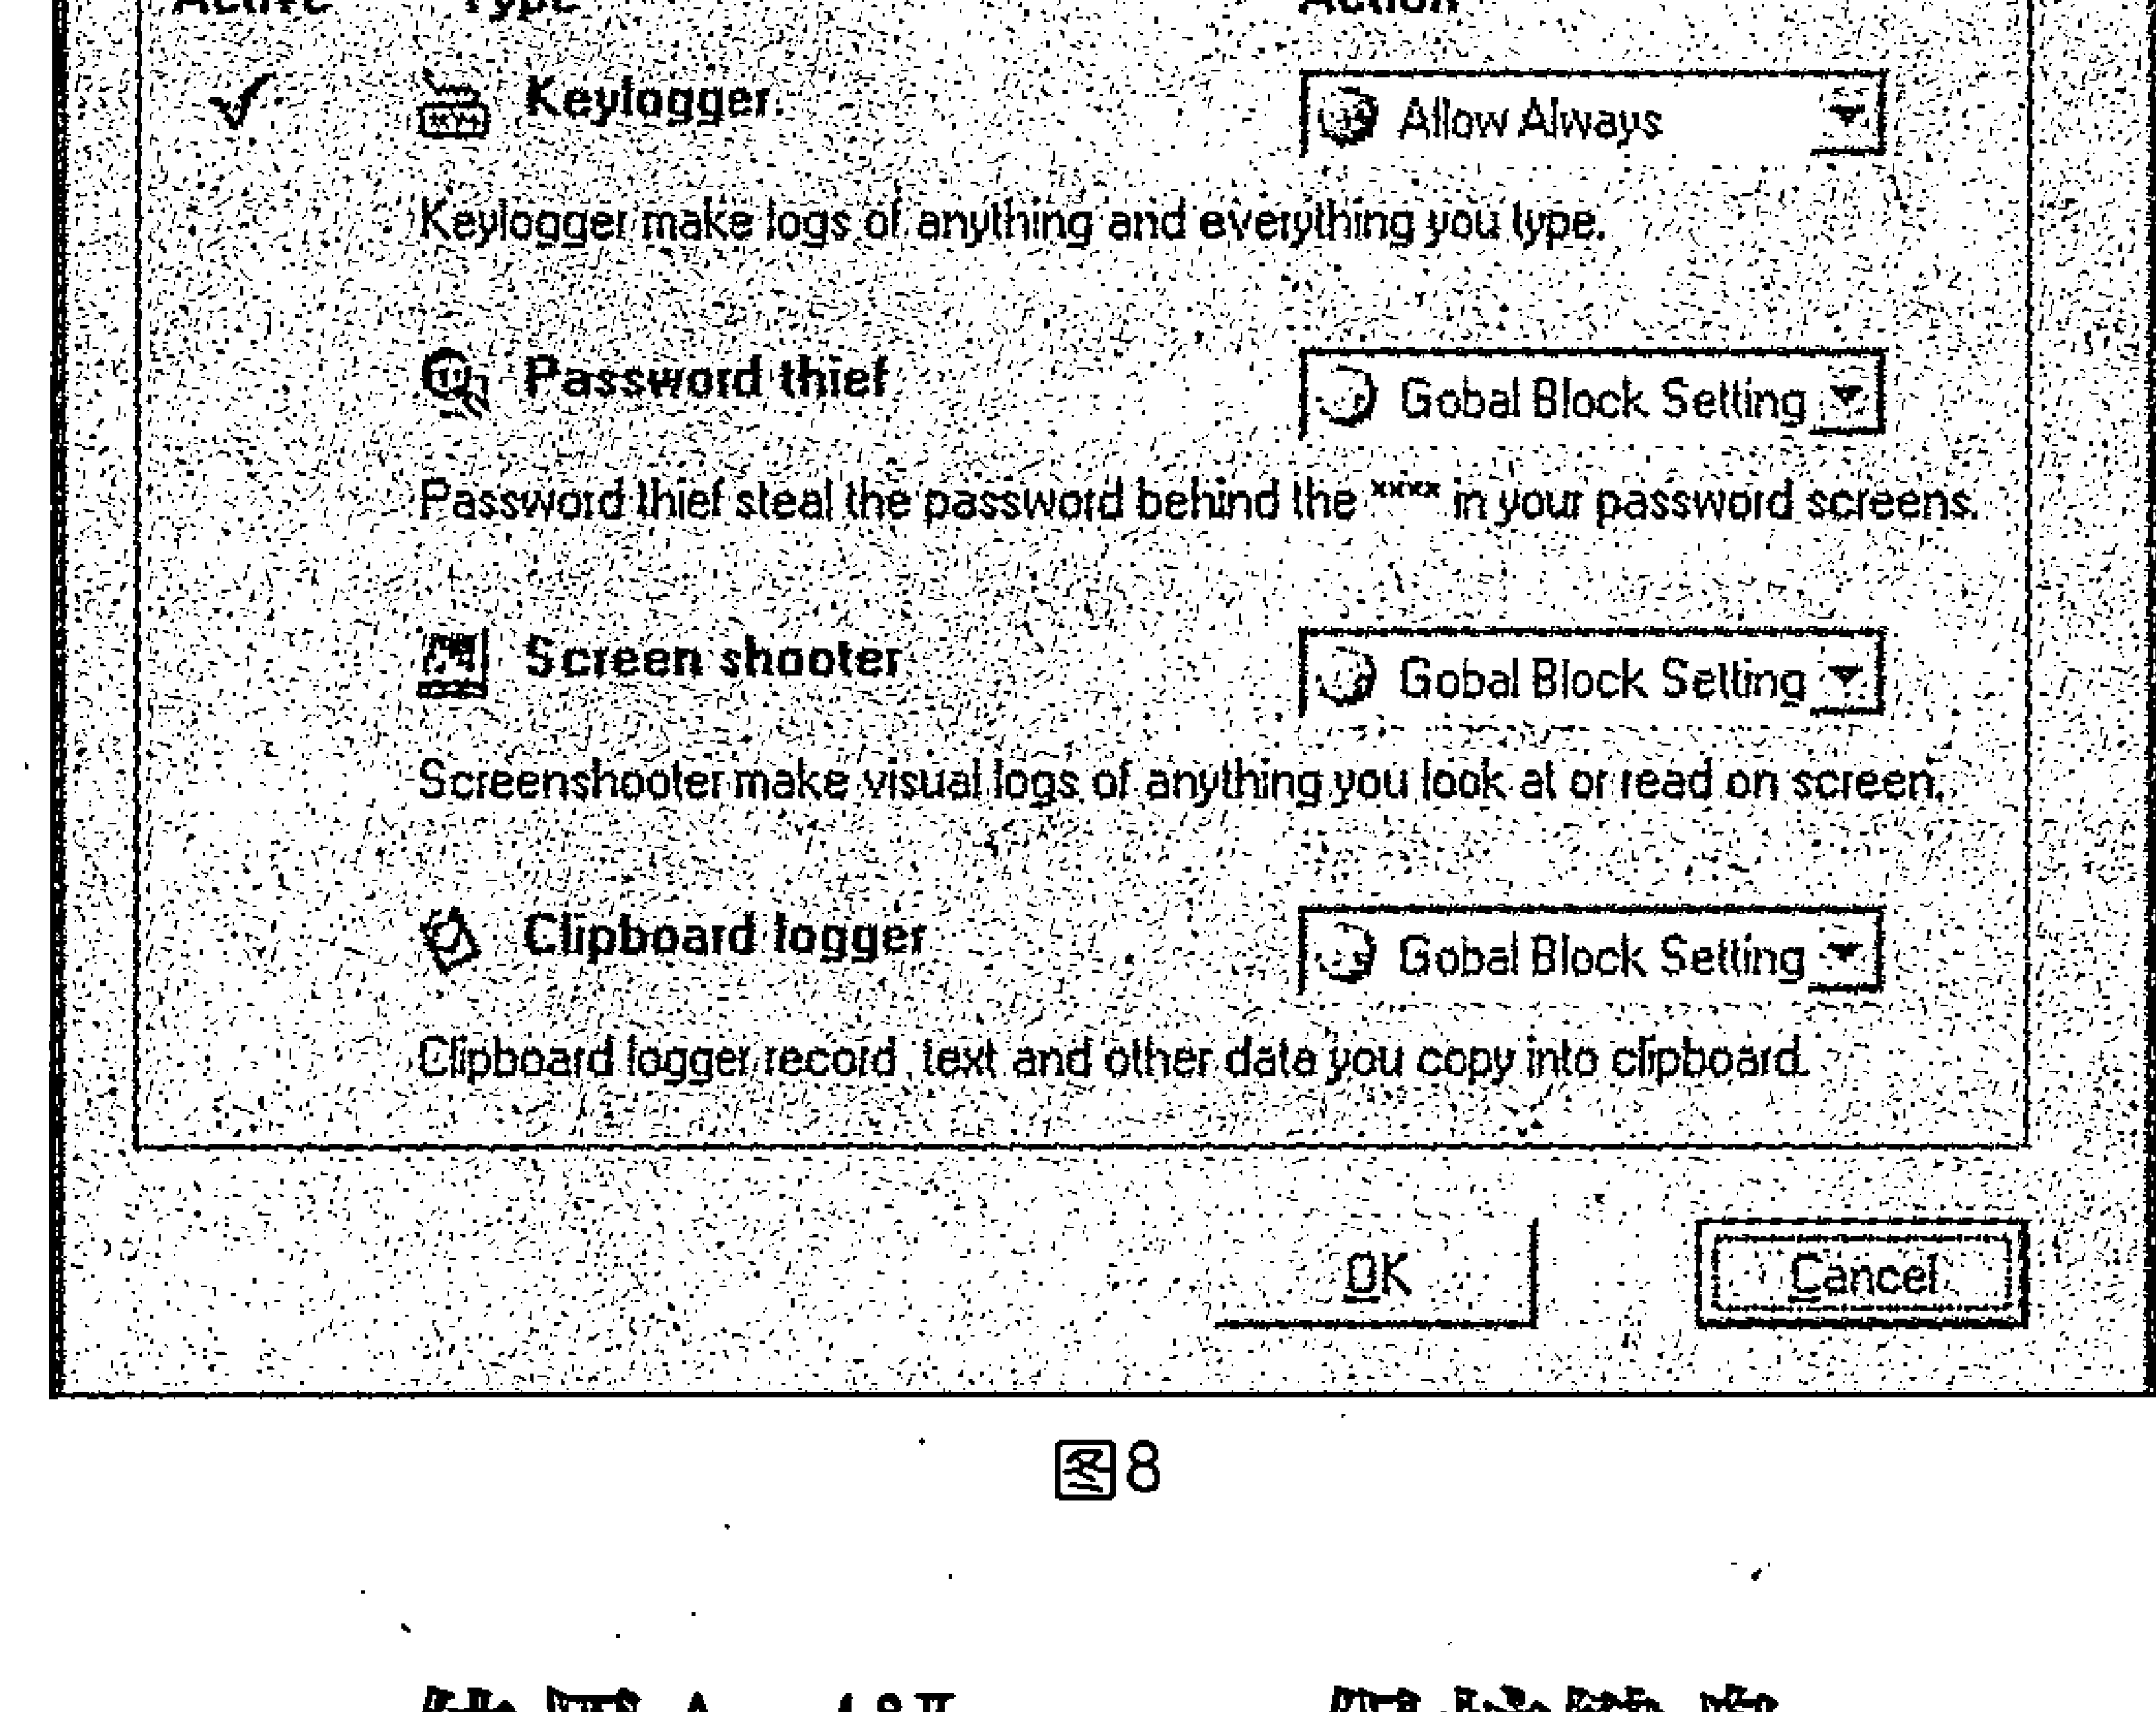 Active Type Action
Keylogger. Allow Always
Keylogger make logs of anything and everything you type.
Password thief Gobal Block Setting
Password thief steal the password behind the **** in your password screens.
Screen shooter Gobal Block Setting
Screenshooter make visual logs of anything you look at or read on screen.
Clipboard logger Gobal Block Setting
Clipboard logger record text and other data you copy into clipboard.
OK Cancel
图8